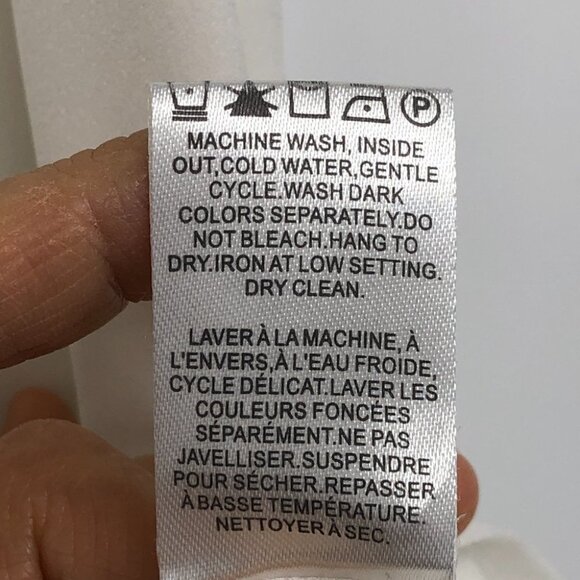 P
MACHINE WASH, INSIDE
OUT,COLD WATER,GENTLE
CYCLE.WASH DARK
COLORS SEPARATELY.DO
NOT BLEACH.HANG TO
DRY.IRON AT LOW SETTING.
DRY CLEAN.
LAVER À LA MACHINE, À
L'ENVERS,À L'EAU FROIDE,
CYCLE DÉLICAT.LAVER LES
COULEURS FONCÉES
SÉPARÉMENT.NE PAS
JAVELLISER.SUSPENDRE
POUR SÉCHER.REPASSER
À BASSE TEMPÉRATURE.
NETTOYER À SEC.